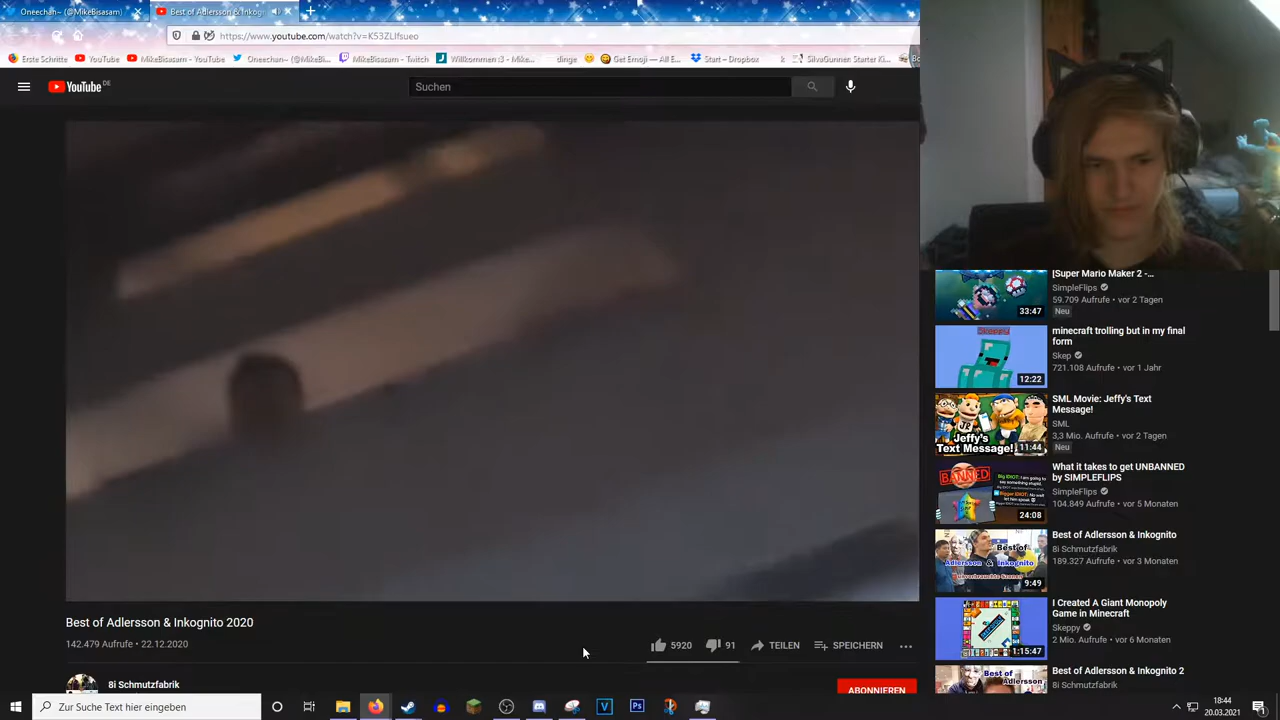 Oneechan~ (@MikeBisasam)
Best of Adlersson & Inkog
https://www.youtube.com/watch?v=K53ZLlfsueo
Erste Schritte
YouTube
MikeBisasam - YouTube
Oneechan~ (@MikeBi...
MikeBisasam - Twitch
Willkommen :3 - Mike...
dinge
Get Emoji — All E...
Start – Dropbox
SilvaGunner Starter Ki...
YouTube DE
Suchen
[Super Mario Maker 2 -...
SimpleFlips
59.709 Aufrufe • vor 2 Tagen
Neu
33:47
Skeppy
minecraft trolling but in my final
form
Skep
721.108 Aufrufe • vor 1 Jahr
12:22
SML Movie: Jeffy's Text
Message!
SML
3,3 Mio. Aufrufe • vor 2 Tagen
Neu
Jeffy's
Text Message!
11:44
What it takes to get UNBANNED
by SIMPLEFLIPS
SimpleFlips
104.849 Aufrufe • vor 5 Monaten
BANNED
24:08
Best of Adlersson & Inkognito
8i Schmutzfabrik
189.327 Aufrufe • vor 3 Monaten
Best of
Adlersson & Inkognito
9:49
I Created A Giant Monopoly
Game in Minecraft
Skeppy
2 Mio. Aufrufe • vor 6 Monaten
1:15:47
Best of Adlersson & Inkognito 2
8i Schmutzfabrik
Best of
Adlersson
Best of Adlersson & Inkognito 2020
142.479 Aufrufe • 22.12.2020
5920
91
TEILEN
SPEICHERN
8i Schmutzfabrik
ABONNIEREN
Zur Suche Text hier eingeben
18:44
20.03.2021